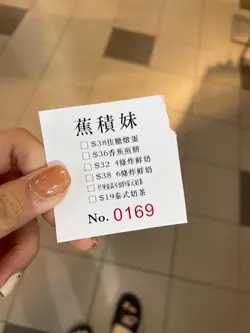 蕉積妹
□ $38焦糖燉蛋
□ $36香蕉煎餅
□ $32 4條炸鮮奶
□ $38 6條炸鮮奶
□
□ $19泰式奶茶
No. 0169